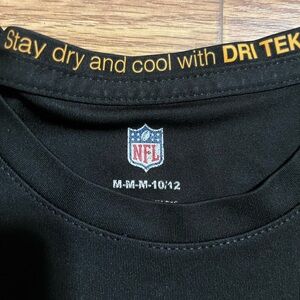 Stay dry and cool with DRI TEK
NFL
M-M-M-10/12